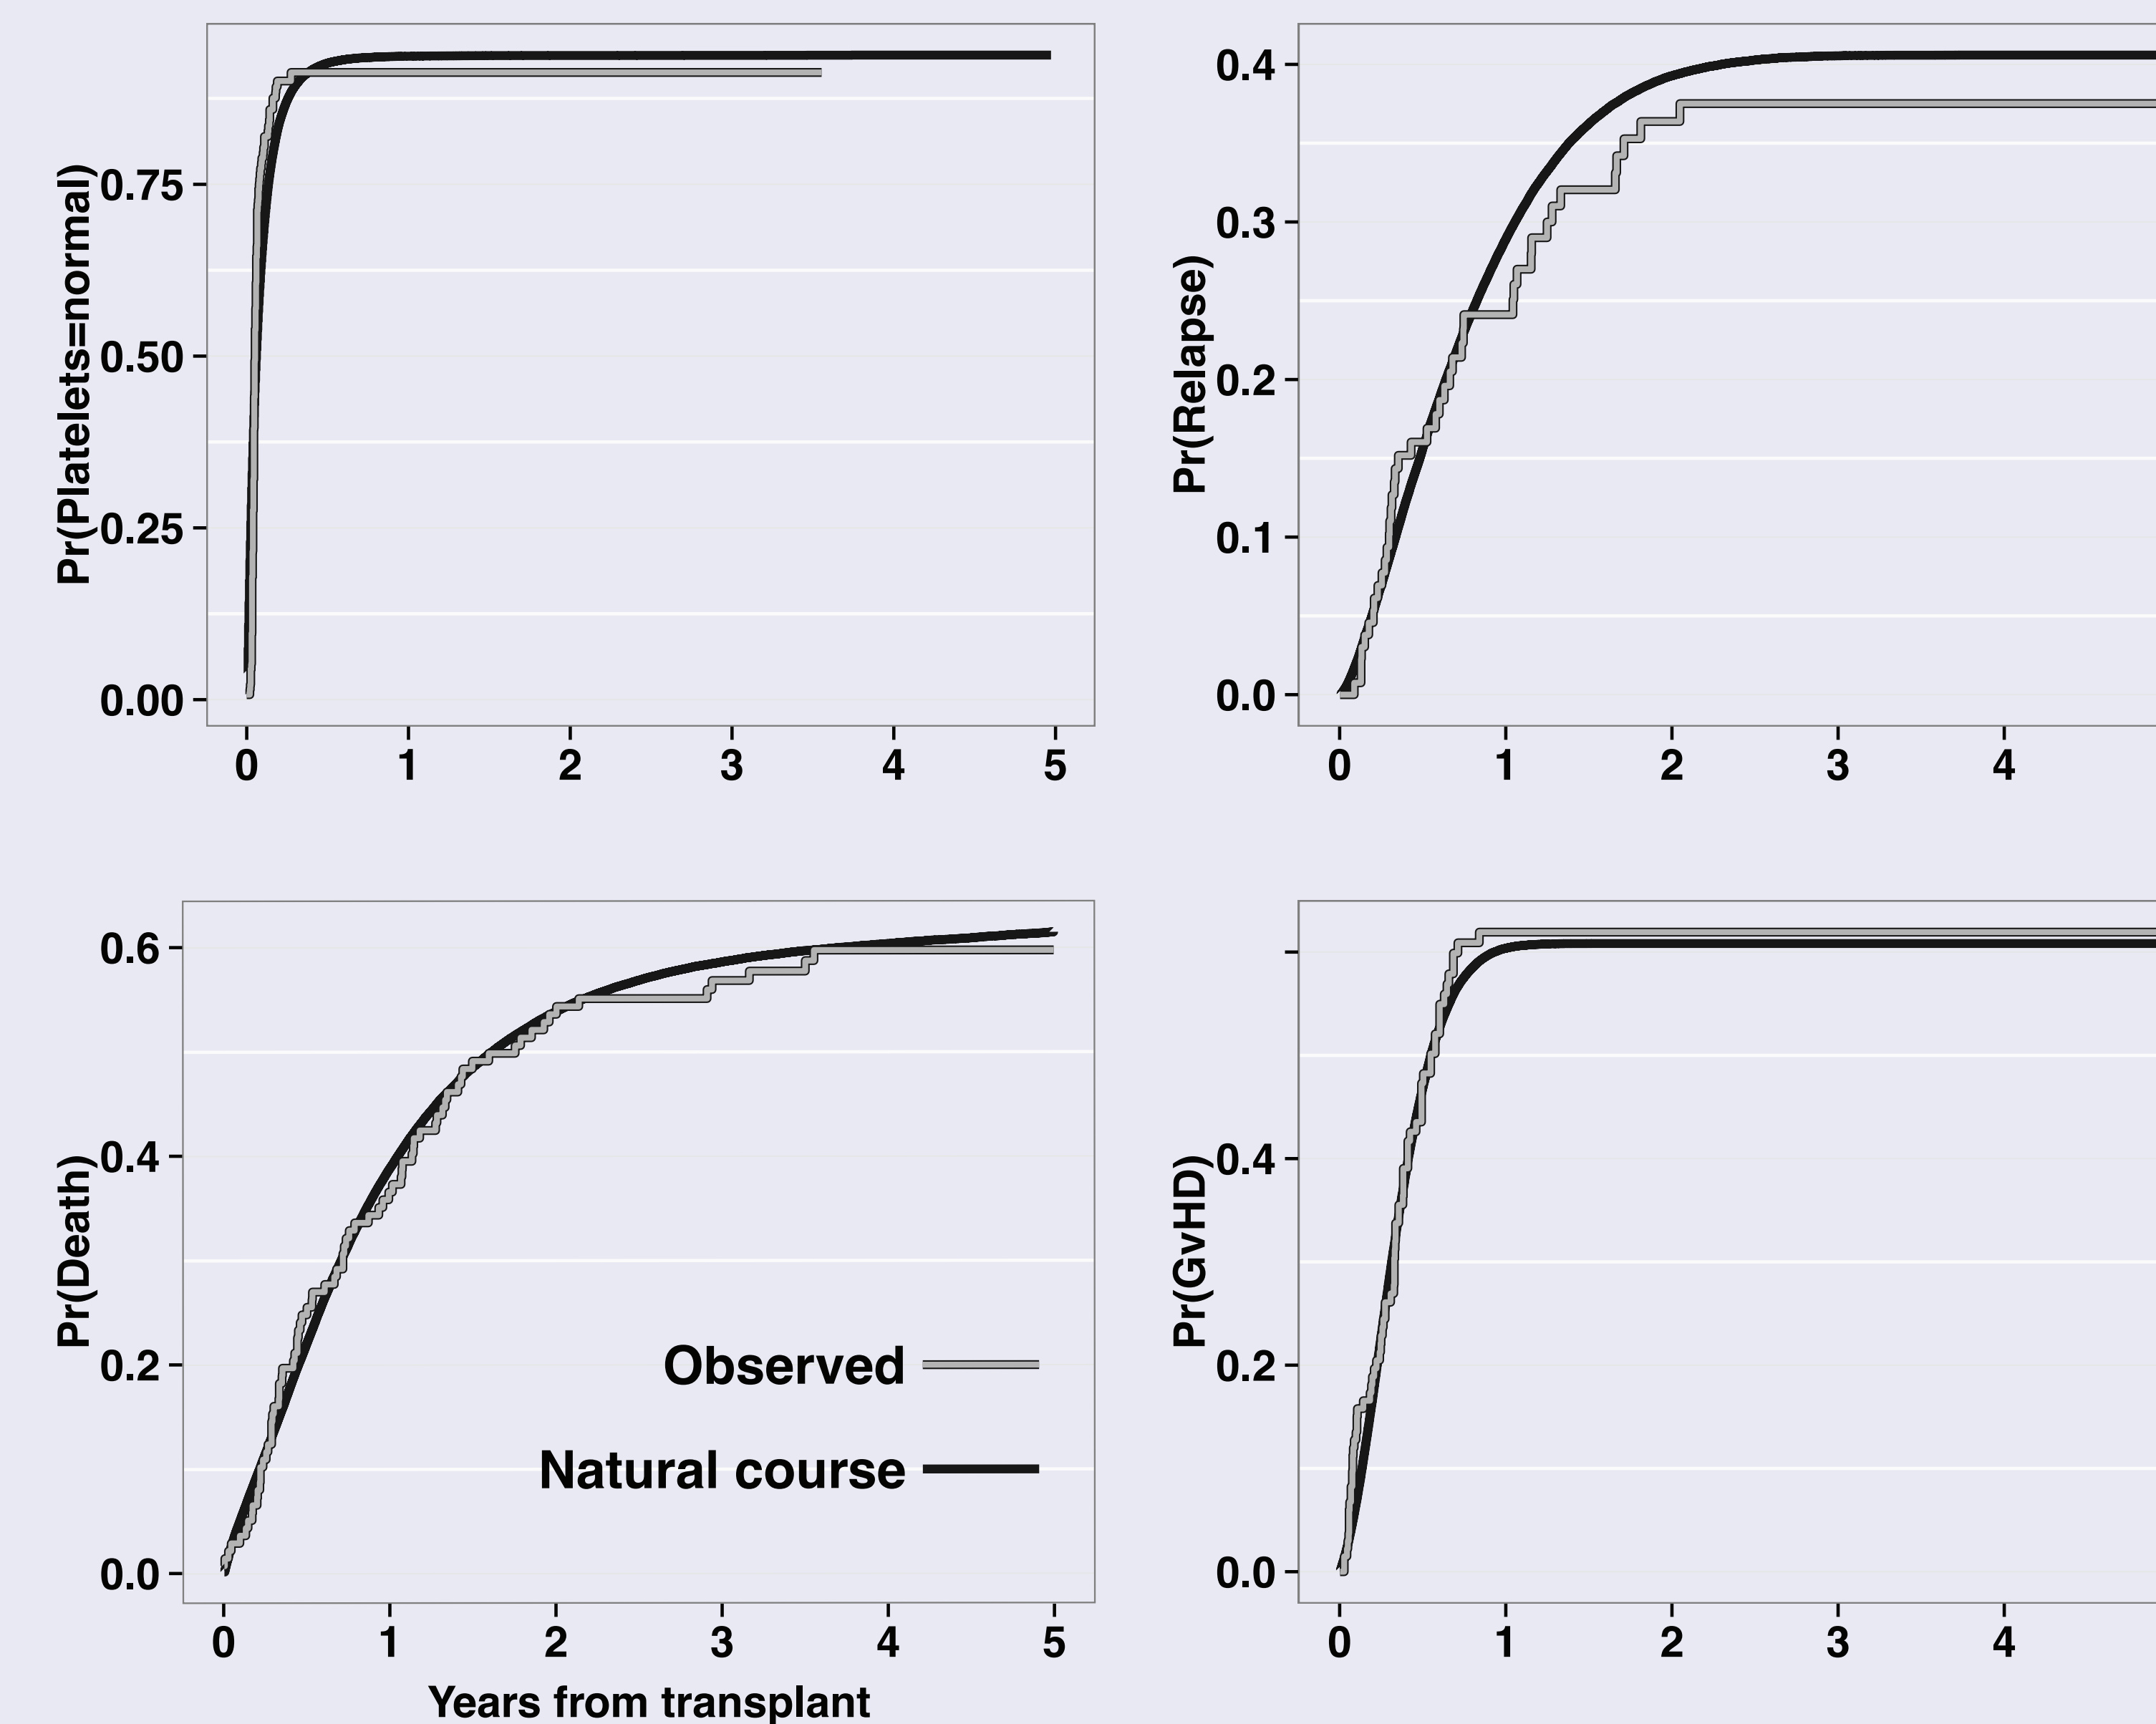 Pr(Platelets=normal)
0.75
0.50
0.25
0.00
0 1 2 3 4 5
Pr(Relapse)
0.4
0.3
0.2
0.1
0.0
0 1 2 3 4
Pr(Death)
0.6
0.4
0.2
0.0
Observed
Natural course
0 1 2 3 4 5
Years from transplant
Pr(GvHD)
0.4
0.2
0.0
0 1 2 3 4